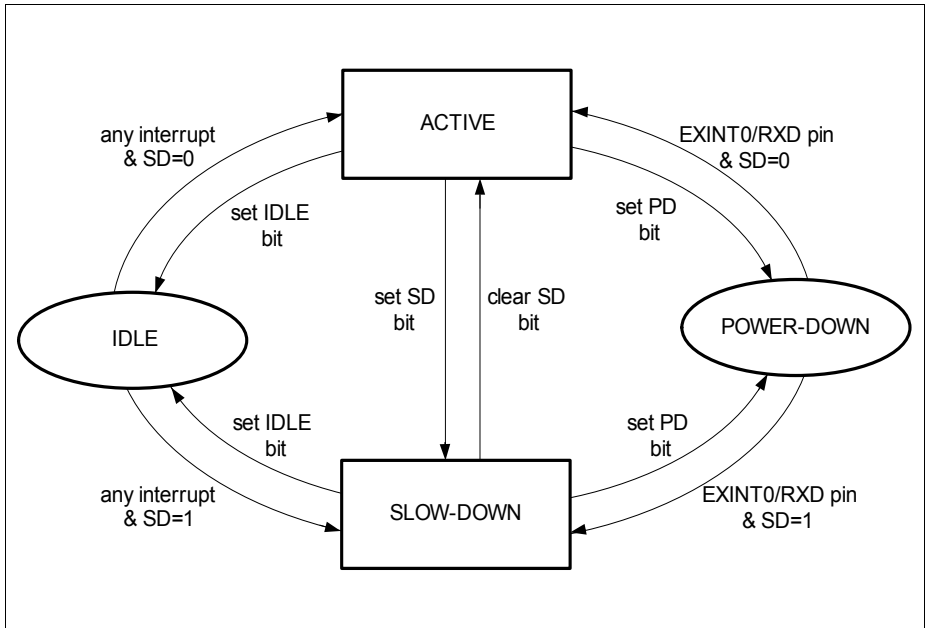 ACTIVE
any interrupt
& SD=0
EXINT0/RXD pin
& SD=0
set IDLE
bit
set PD
bit
set SD
bit
clear SD
bit
IDLE
POWER-DOWN
set IDLE
bit
set PD
bit
any interrupt
& SD=1
SLOW-DOWN
EXINT0/RXD pin
& SD=1